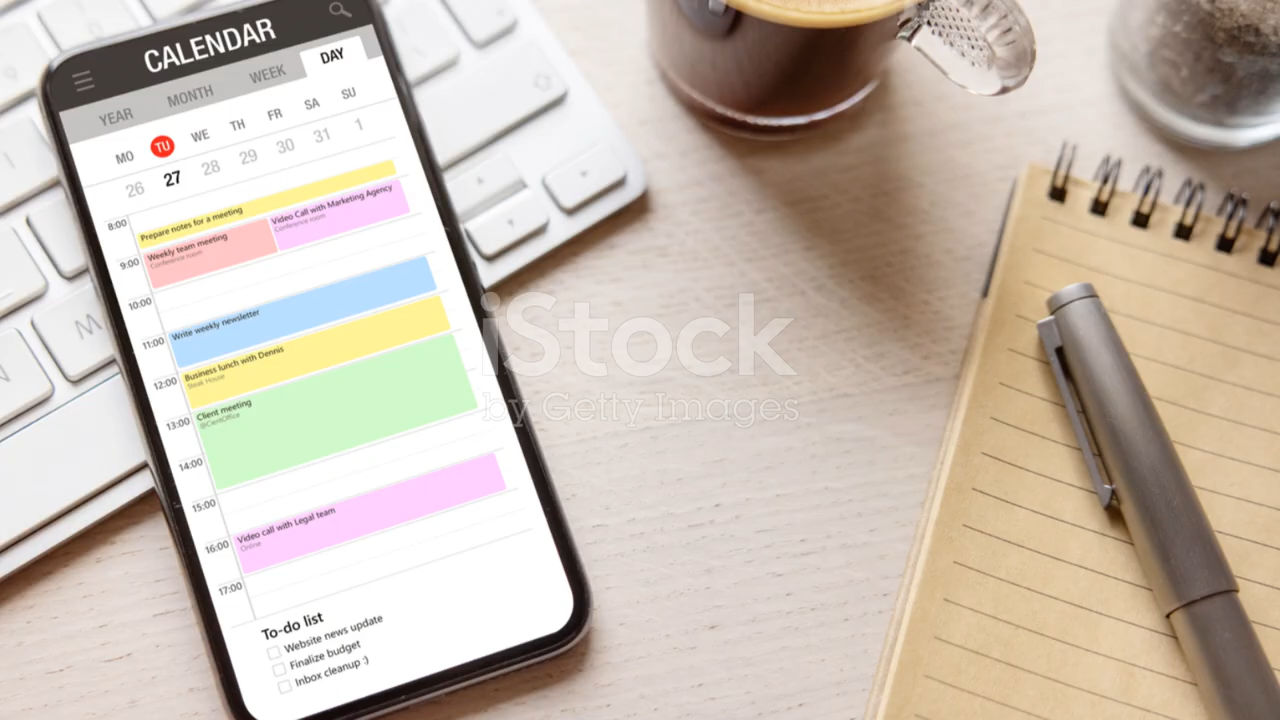 CALENDAR
YEAR MONTH WEEK DAY
MO TU WE TH FR SA SU
26 27 28 29 30 31 1
8:00
Prepare notes for a meeting
Video Call with Marketing Agency
Conference room
9:00
Weekly team meeting
Conference room
10:00
11:00
Write weekly newsletter
12:00
Business lunch with Dennis
Steak House
13:00
Client meeting
@ClientOffice
14:00
15:00
16:00
Video call with Legal team
Online
17:00
To-do list
Website news update
Finalize budget
Inbox cleanup :)
iStock
by Getty Images